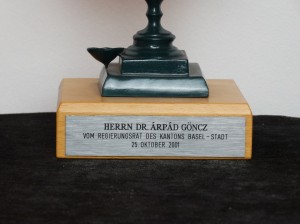 HERRN DR. ÁRPÁD GÖNCZ
VOM REGIERUNGSRAT DES KANTONS BASEL-STADT
25. OKTOBER 2001